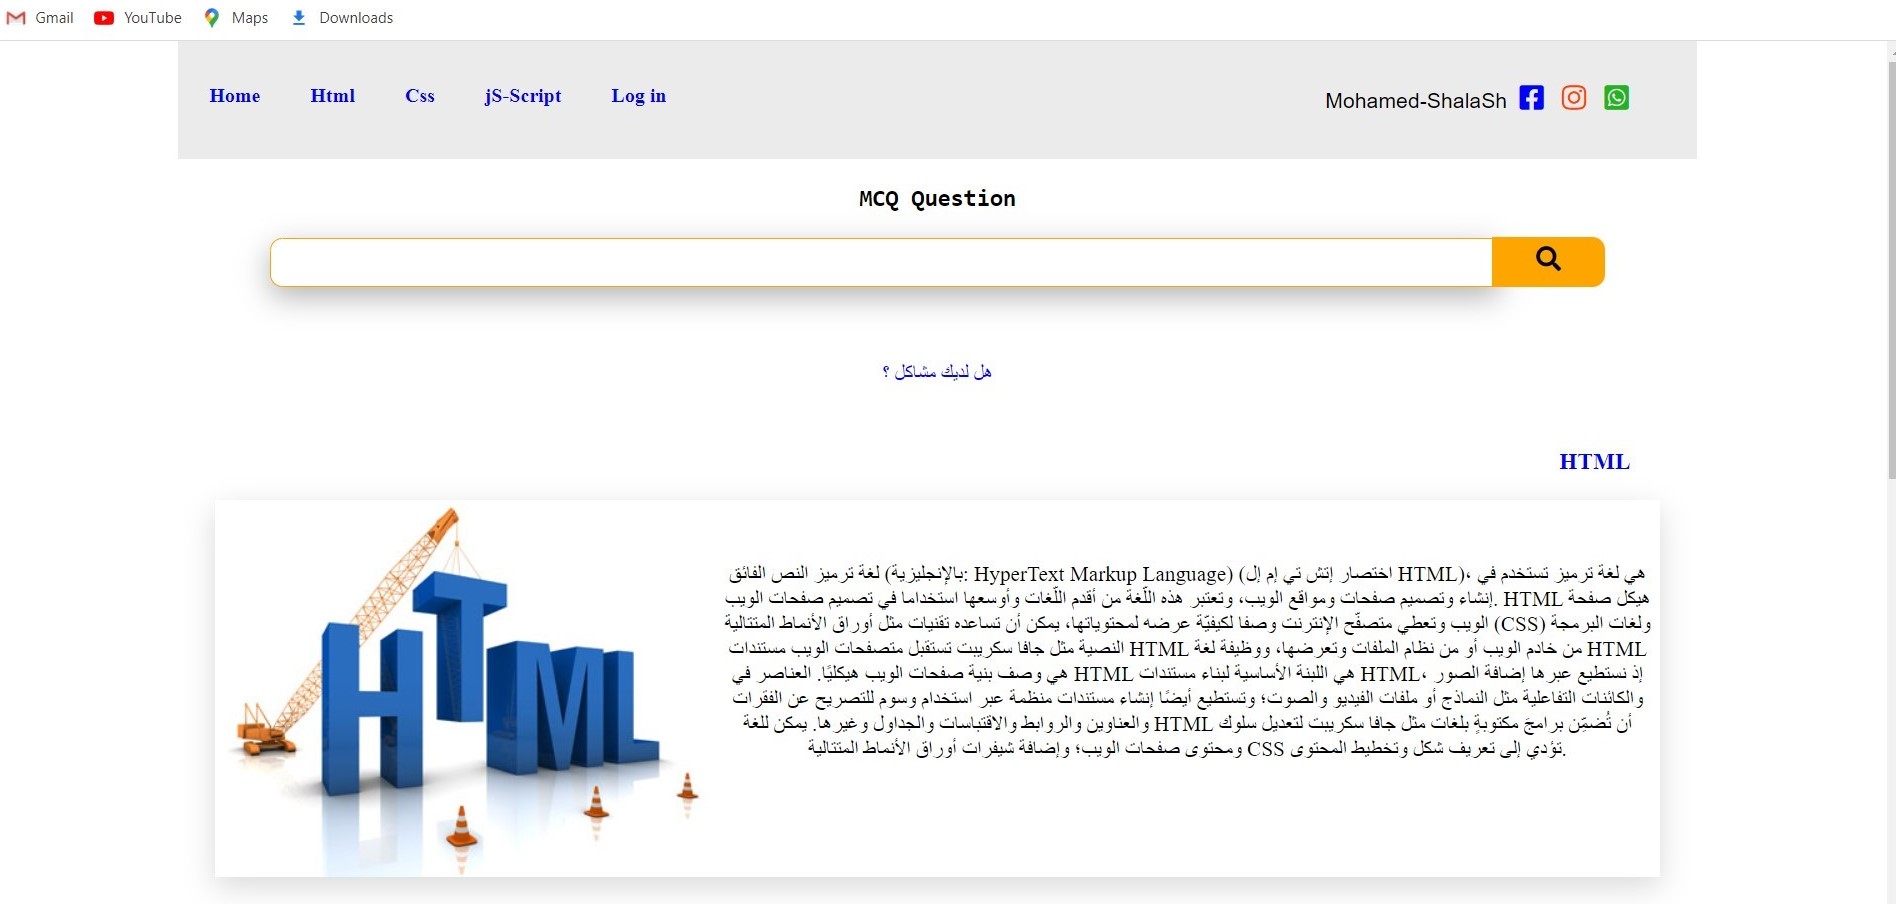 Gmail YouTube Maps Downloads
Home Html Css jS-Script Log in Mohamed-ShalaSh
MCQ Question
هل لديك مشاكل ؟
HTML
لغة ترميز النص الفائق (بالإنجليزية: HyperText Markup Language) (اختصار إتش تي إم إل HTML)، هي لغة ترميز تستخدم في
إنشاء وتصميم صفحات ومواقع الويب، وتعتبر هذه اللّغة من أقدم اللّغات وأوسعها استخداما في تصميم صفحات الويب. HTML هيكل صفحة
الويب وتعطي متصفّح الإنترنت وصفا لكيفيّة عرضه لمحتوياتها، يمكن أن تساعده تقنيات مثل أوراق الأنماط المتتالية (CSS) ولغات البرمجة
النصية مثل جافا سكريبت تستقبل متصفحات الويب مستندات HTML من خادم الويب أو من نظام الملفات وتعرضها، ووظيفة لغة HTML
هي وصف بنية صفحات الويب هيكليًا. العناصر في HTML هي اللبنة الأساسية لبناء مستندات HTML، إذ نستطيع عبرها إضافة الصور
والكائنات التفاعلية مثل النماذج أو ملفات الفيديو والصوت؛ وتستطيع أيضًا إنشاء مستندات منظمة عبر استخدام وسوم للتصريح عن الفقرات
والعناوين والروابط والاقتباسات والجداول وغيرها. يمكن للغة HTML أن تُضمِّن برامجَ مكتوبةٍ بلغات مثل جافا سكريبت لتعديل سلوك
ومحتوى صفحات الويب؛ وإضافة شيفرات أوراق الأنماط المتتالية CSS تؤدي إلى تعريف شكل وتخطيط المحتوى.
HTML